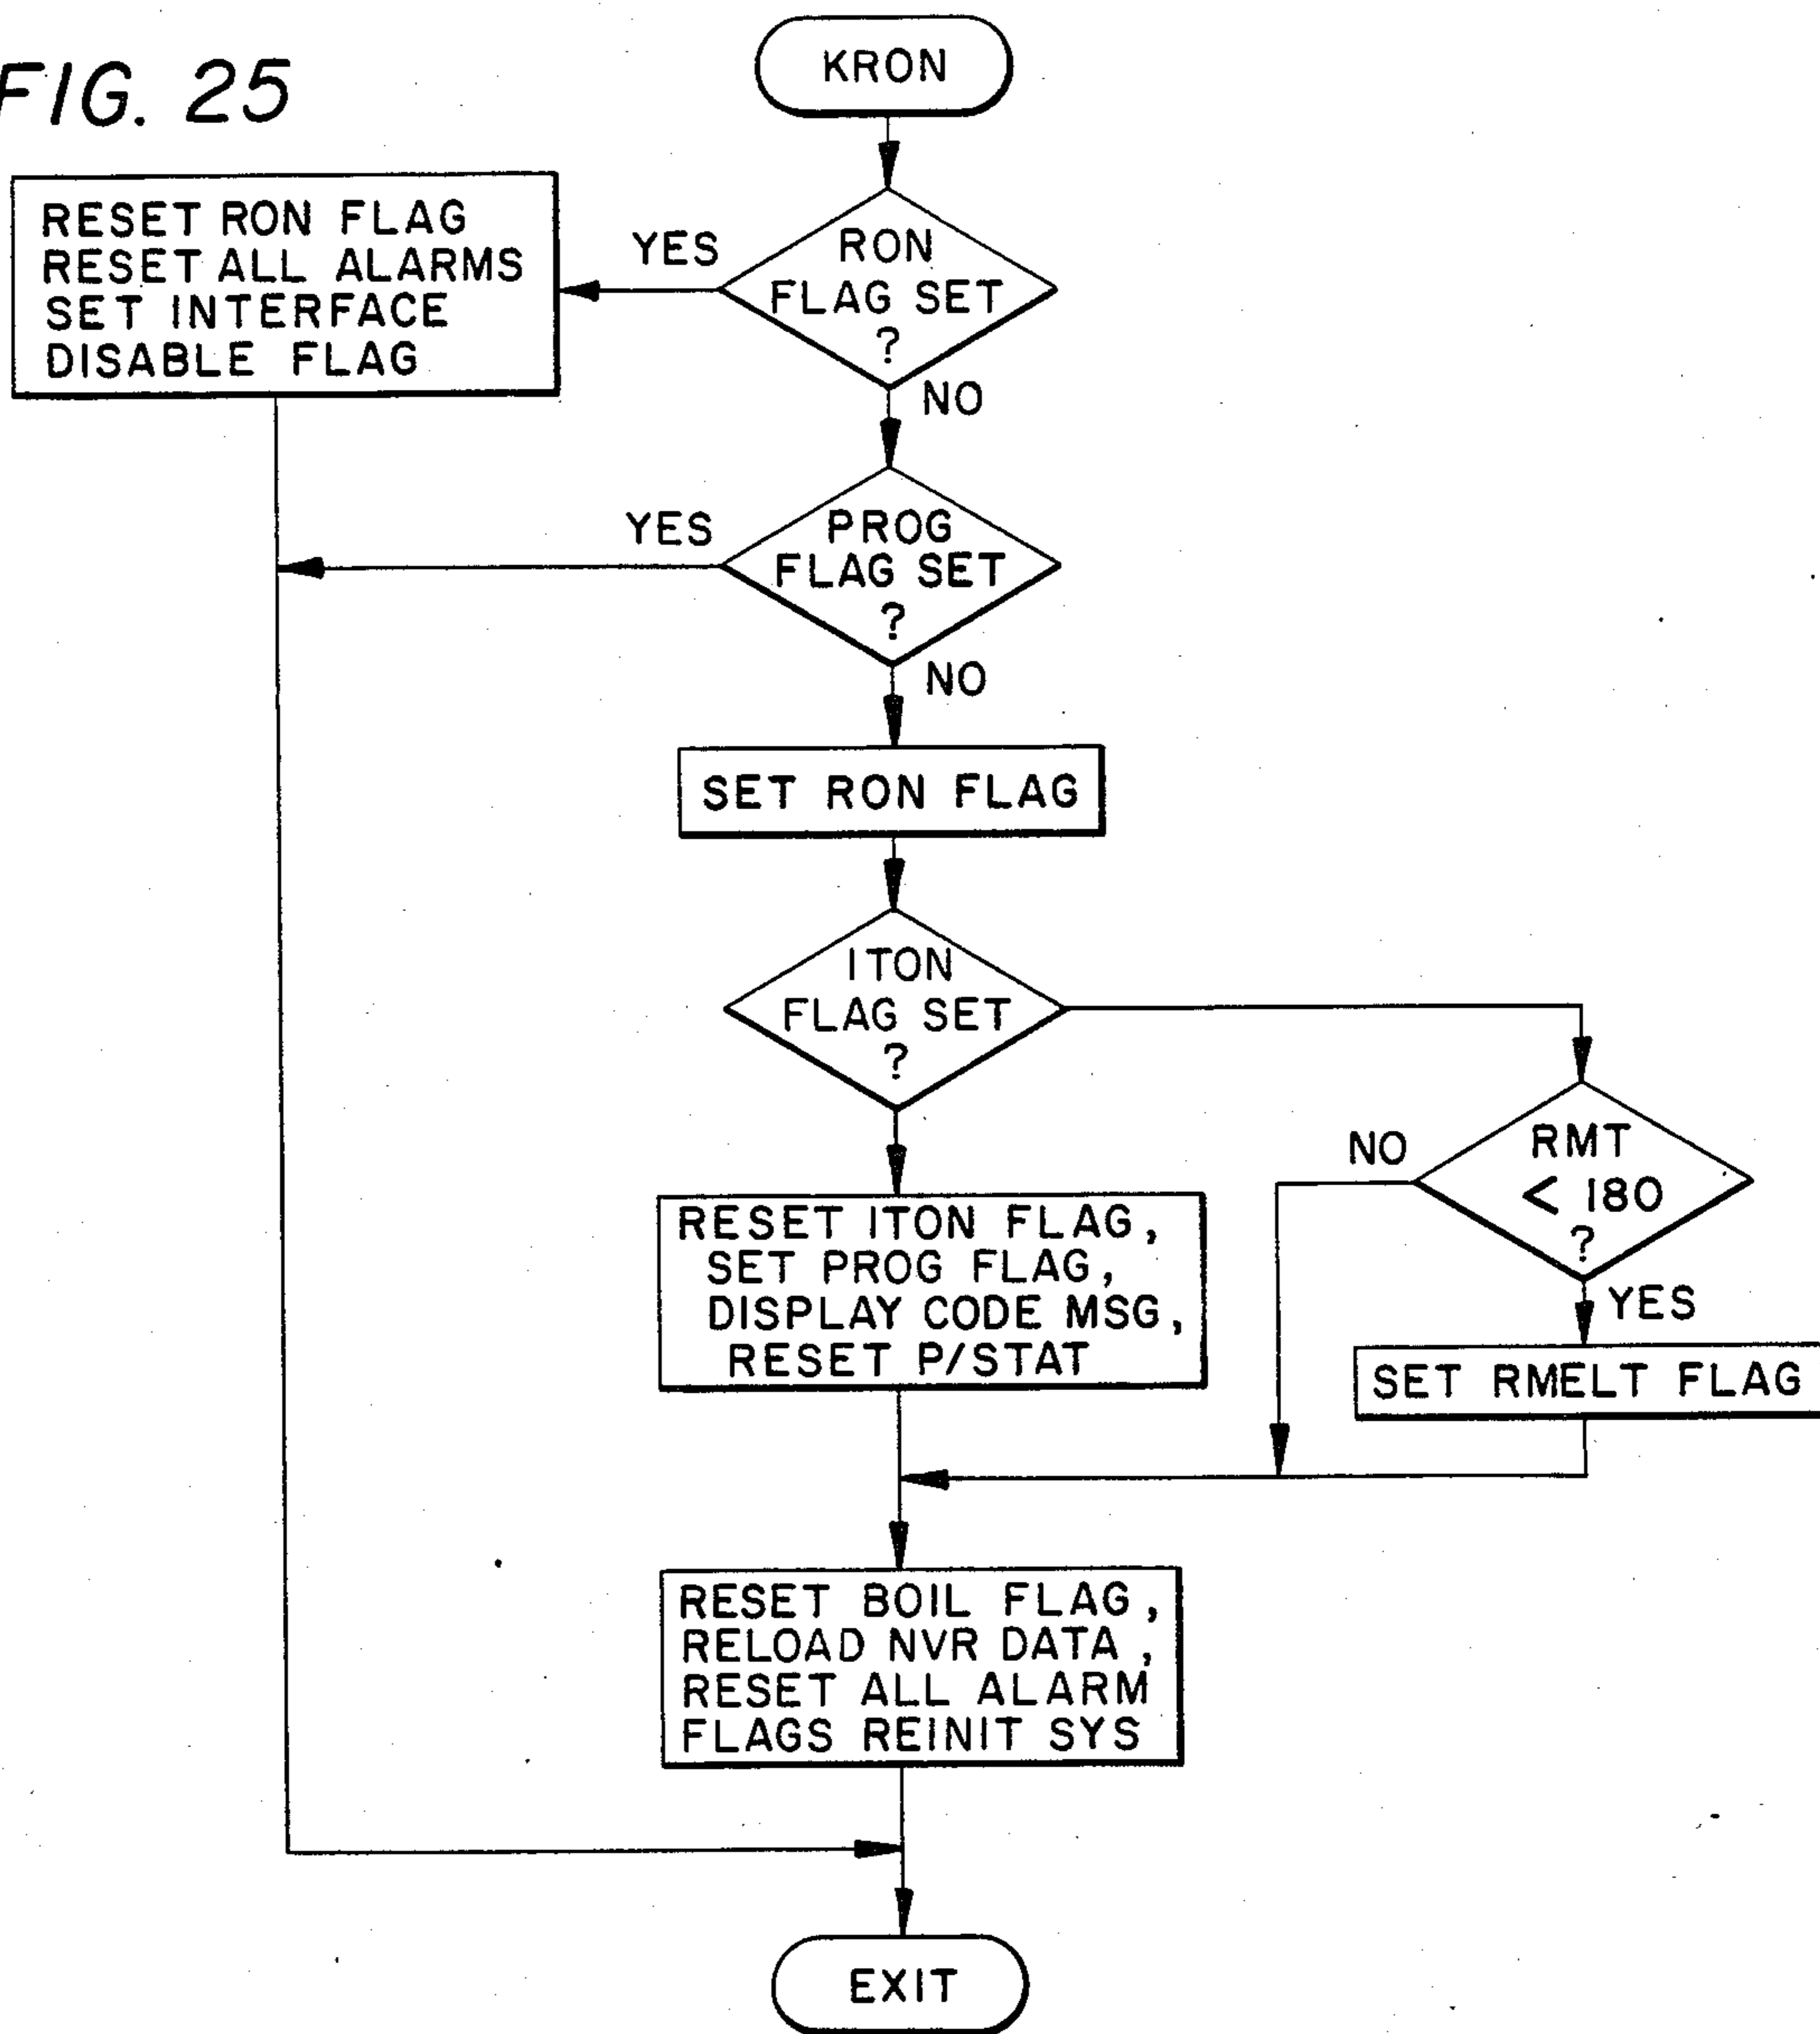 FIG. 25
KRON
RESET RON FLAG
RESET ALL ALARMS
SET INTERFACE
DISABLE FLAG
YES
RON
FLAG SET
?
NO
YES
PROG
FLAG SET
?
NO
SET RON FLAG
ITON
FLAG SET
?
NO
RMT
< 180
?
YES
RESET ITON FLAG,
SET PROG FLAG,
DISPLAY CODE MSG,
RESET P/STAT
SET RMELT FLAG
RESET BOIL FLAG,
RELOAD NVR DATA,
RESET ALL ALARM
FLAGS REINIT SYS
EXIT